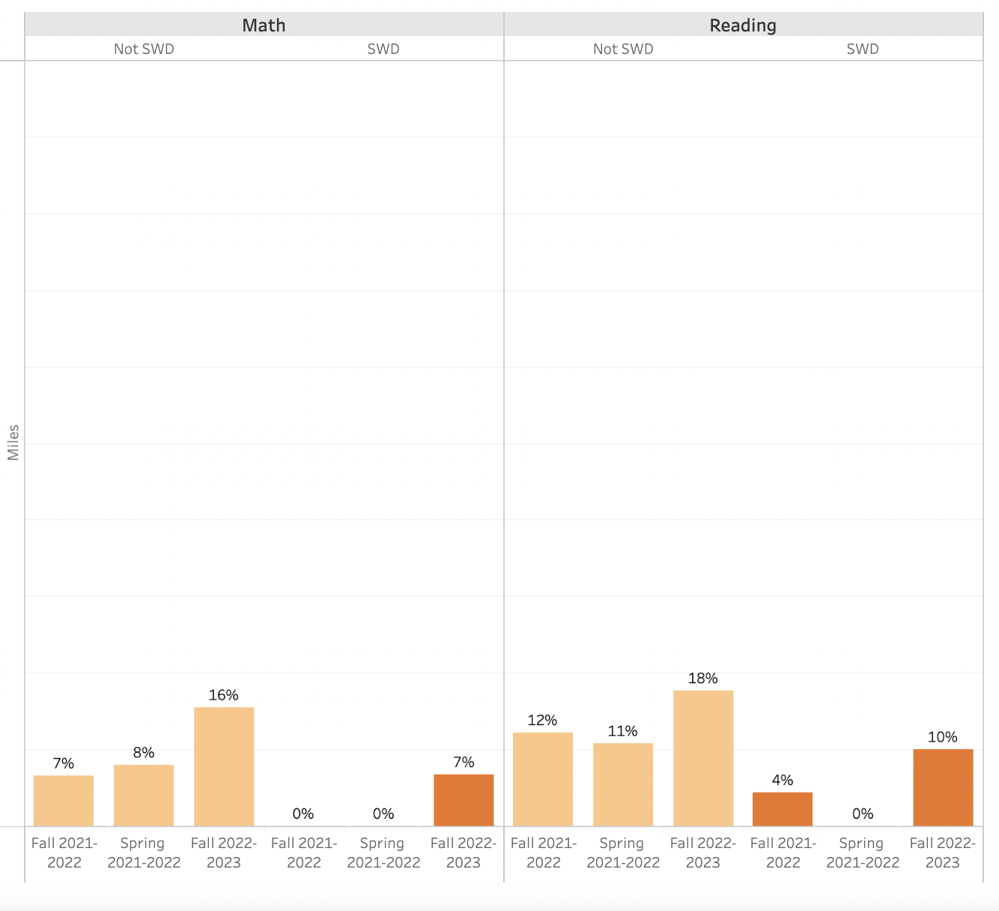 Math
Reading
Not SWD
SWD
Not SWD
SWD
Miles
7%
8%
16%
0%
0%
7%
12%
11%
18%
4%
0%
10%
Fall 2021-
2022
Spring
2021-2022
Fall 2022-
2023
Fall 2021-
2022
Spring
2021-2022
Fall 2022-
2023
Fall 2021-
2022
Spring
2021-2022
Fall 2022-
2023
Fall 2021-
2022
Spring
2021-2022
Fall 2022-
2023